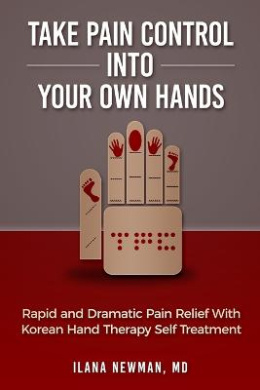 TAKE PAIN CONTROL
INTO
YOUR OWN HANDS
TPC
Rapid and Dramatic Pain Relief With
Korean Hand Therapy Self Treatment
ILANA NEWMAN, MD